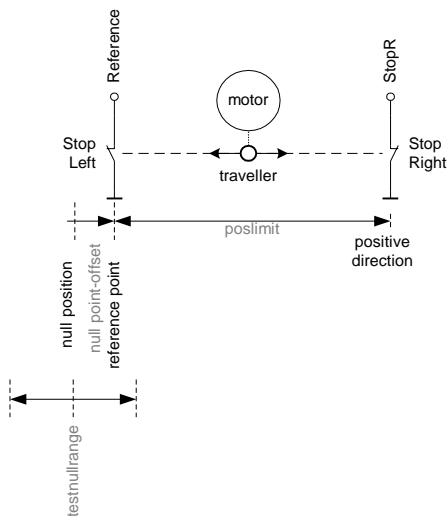 Reference
StopR
motor
Stop
Left
Stop
Right
traveller
poslimit
positive
direction
null position
null point-offset
reference point
testnullrange